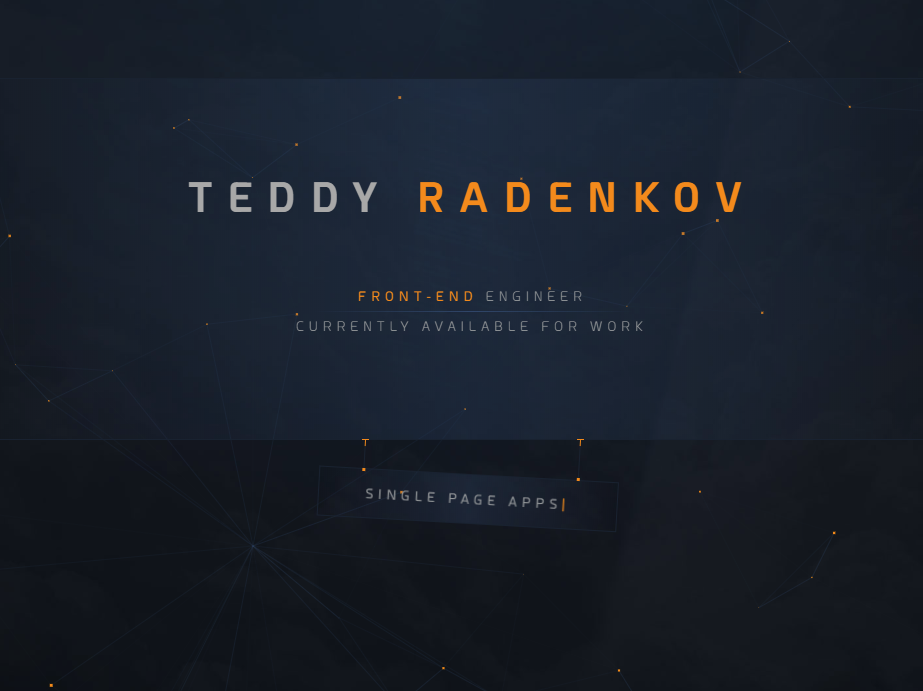 TEDDY RADENKOV
FRONT-END ENGINEER
CURRENTLY AVAILABLE FOR WORK
SINGLE PAGE APPS|